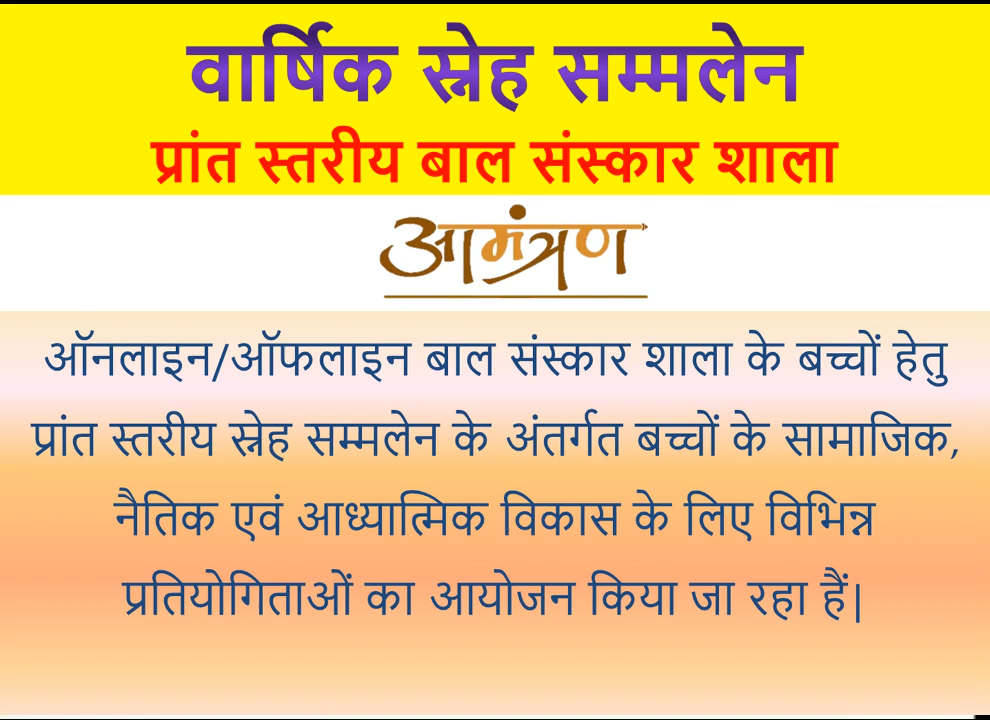 वार्षिक स्नेह सम्मलेन
प्रांत स्तरीय बाल संस्कार शाला
आमंत्रण
ऑनलाइन/ऑफलाइन बाल संस्कार शाला के बच्चों हेतु
प्रांत स्तरीय स्नेह सम्मलेन के अंतर्गत बच्चों के सामाजिक,
नैतिक एवं आध्यात्मिक विकास के लिए विभिन्न
प्रतियोगिताओं का आयोजन किया जा रहा हैं|